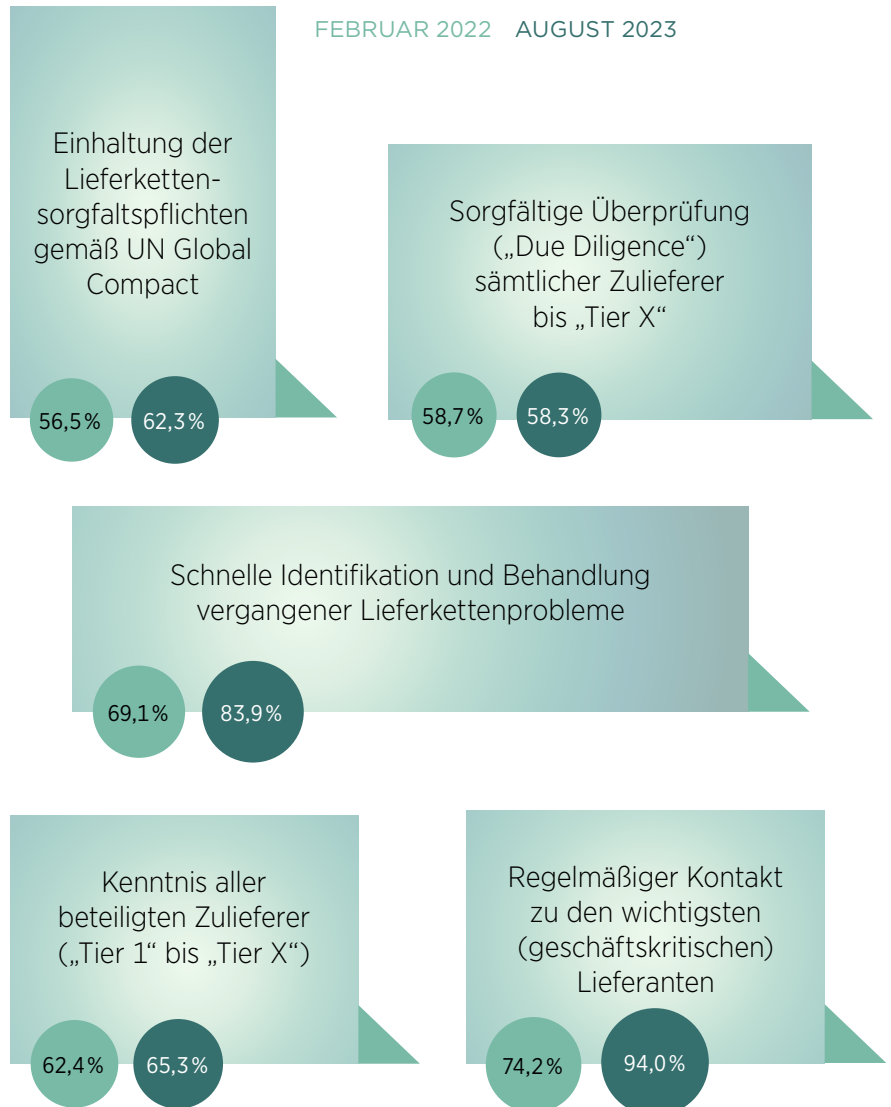 FEBRUAR 2022 AUGUST 2023
Einhaltung der
Lieferketten-
sorgfaltspflichten
gemäß UN Global
Compact
56,5 % 62,3 %
Sorgfältige Überprüfung
(„Due Diligence“)
sämtlicher Zulieferer
bis „Tier X“
58,7 % 58,3 %
Schnelle Identifikation und Behandlung
vergangener Lieferkettenprobleme
69,1 % 83,9 %
Kenntnis aller
beteiligten Zulieferer
(„Tier 1“ bis „Tier X“)
62,4 % 65,3 %
Regelmäßiger Kontakt
zu den wichtigsten
(geschäftskritischen)
Lieferanten
74,2 % 94,0 %